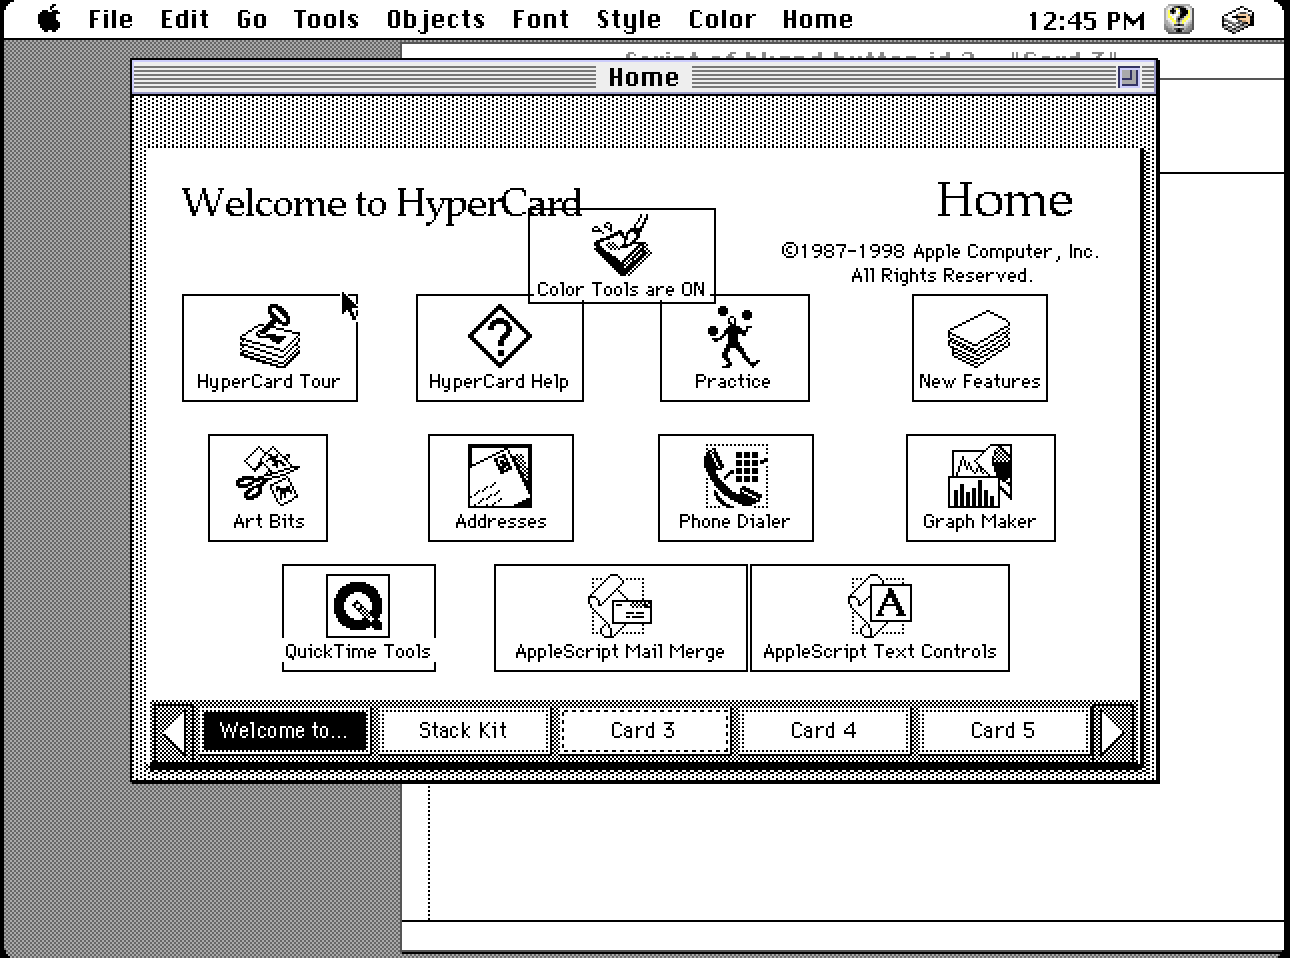 File Edit Go Tools Objects Font Style Color Home 12:45 PM
Home
Welcome to HyperCard
Home
©1987-1998 Apple Computer, Inc.
All Rights Reserved.
Color Tools are ON
HyperCard Tour
HyperCard Help
Practice
New Features
Art Bits
Addresses
Phone Dialer
Graph Maker
QuickTime Tools
AppleScript Mail Merge
AppleScript Text Controls
Welcome to...
Stack Kit
Card 3
Card 4
Card 5